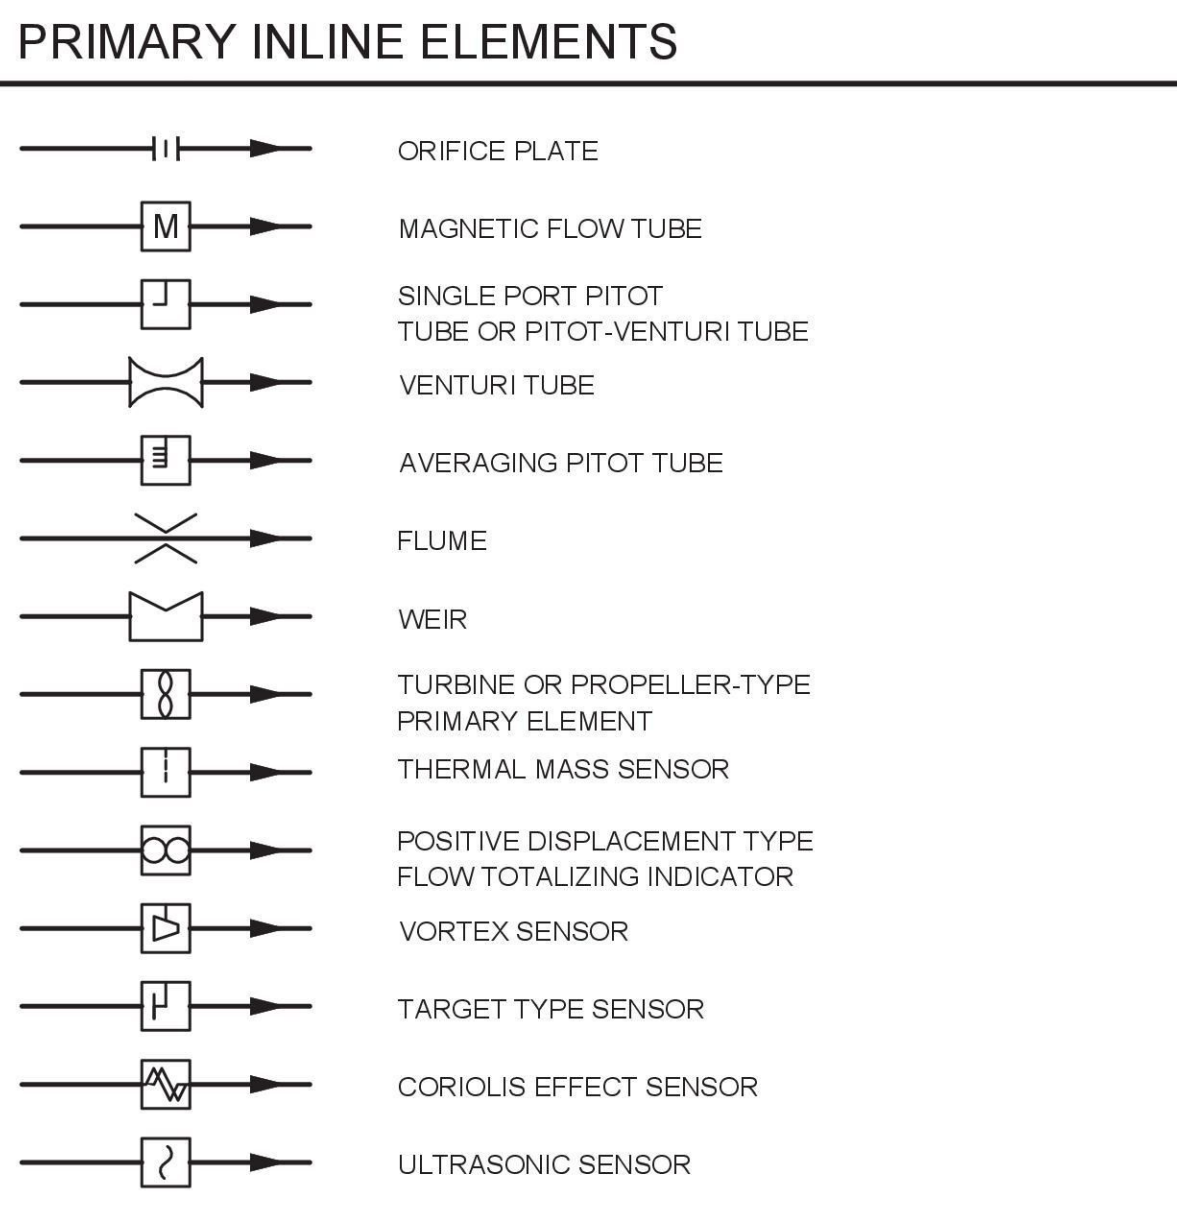 PRIMARY INLINE ELEMENTS
ORIFICE PLATE
M
MAGNETIC FLOW TUBE
SINGLE PORT PITOT
TUBE OR PITOT-VENTURI TUBE
VENTURI TUBE
AVERAGING PITOT TUBE
FLUME
WEIR
TURBINE OR PROPELLER-TYPE
PRIMARY ELEMENT
THERMAL MASS SENSOR
POSITIVE DISPLACEMENT TYPE
FLOW TOTALIZING INDICATOR
VORTEX SENSOR
TARGET TYPE SENSOR
CORIOLIS EFFECT SENSOR
ULTRASONIC SENSOR